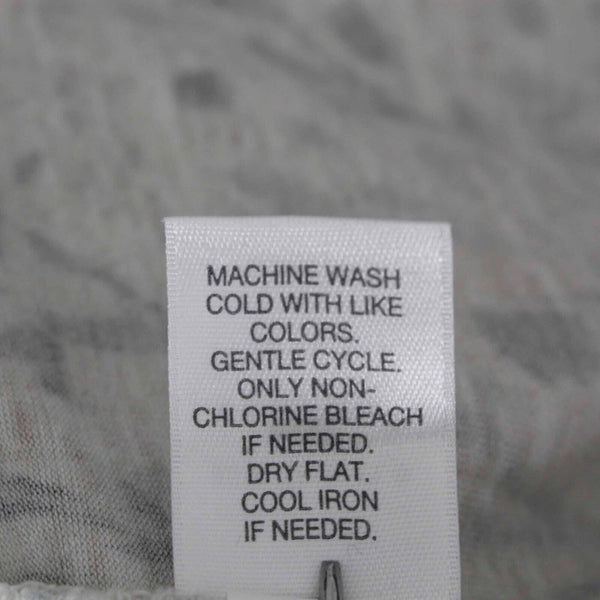 MACHINE WASH
COLD WITH LIKE
COLORS.
GENTLE CYCLE.
ONLY NON-
CHLORINE BLEACH
IF NEEDED.
DRY FLAT.
COOL IRON
IF NEEDED.